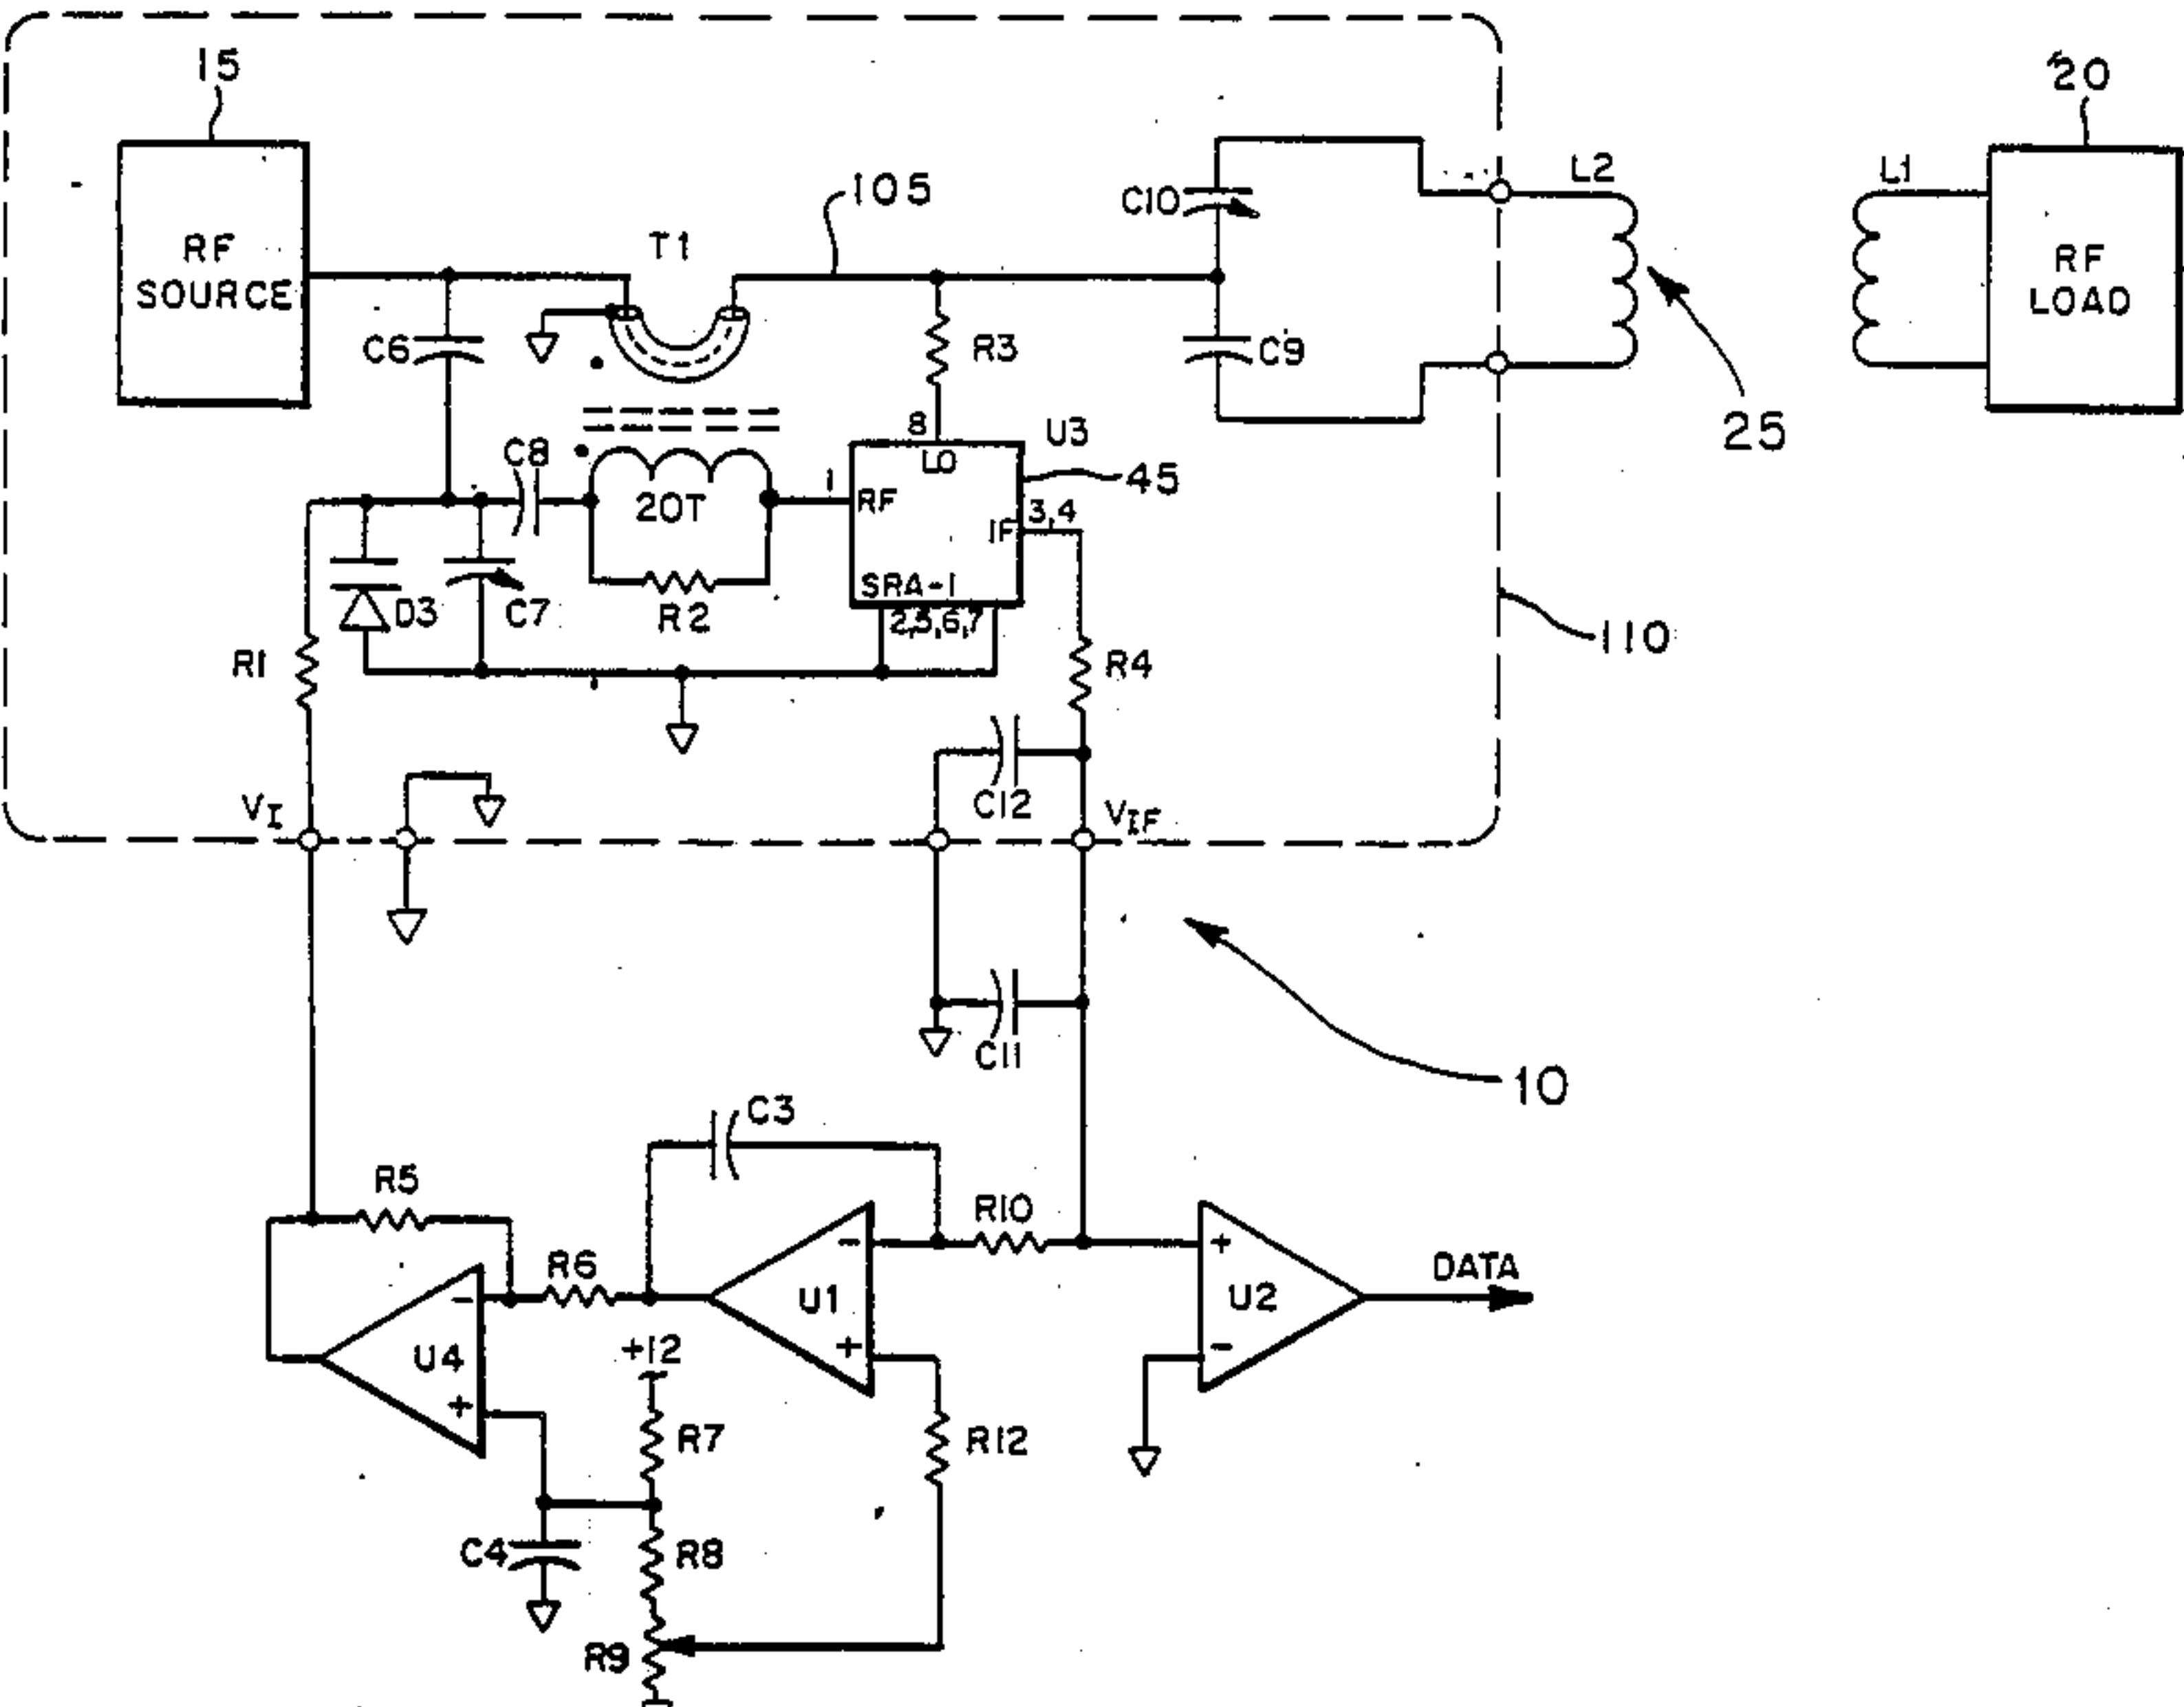 15
20
RF
SOURCE
T1
105
C10
L2
L1
RF
LOAD
C6
R3
C9
25
8
U3
LO
45
C8
20T
1
RF
3,4
IF
SRA-1
2,5,6,7
D3
C7
R2
110
R1
R4
C12
VI
VIF
C11
10
C3
R5
R10
R6
DATA
-
+
U1
U2
-
+
-
U4
+12
+
R7
R12
C4
R8
R9